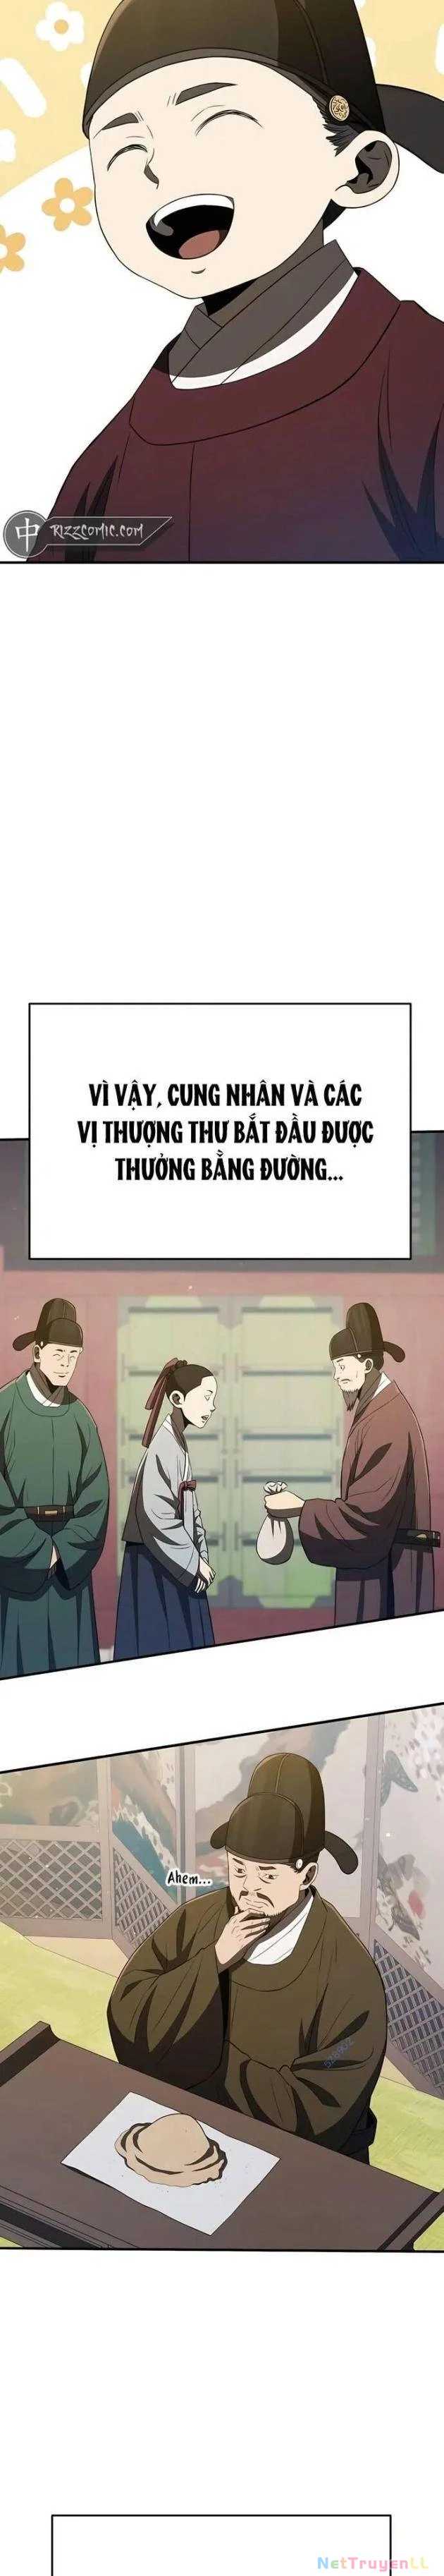 中 RIZZCOMIC.COM
VÌ VẬY, CUNG NHÂN VÀ CÁC
VỊ THƯỢNG THƯ BẮT ĐẦU ĐƯỢC
THƯỞNG BẰNG ĐƯỜNG...
Ahem...
NetTruyenLL